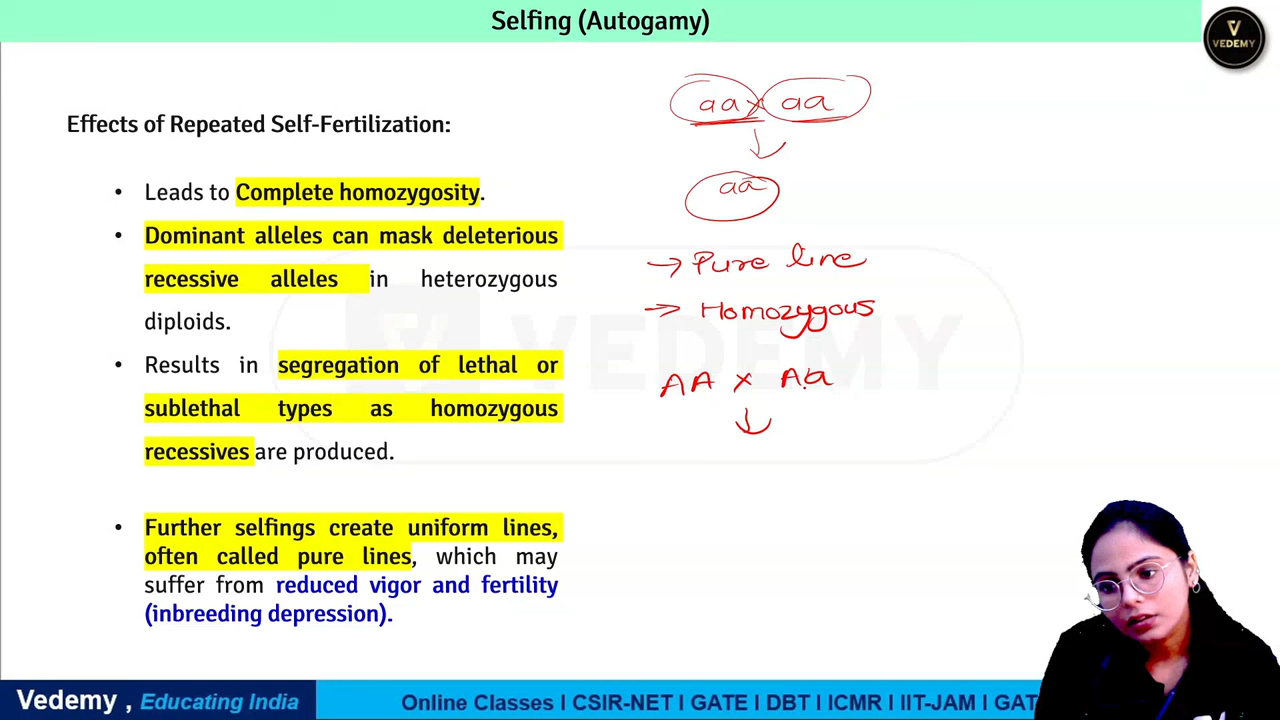 Selfing (Autogamy)
VEDEMY
Effects of Repeated Self-Fertilization:
• Leads to Complete homozygosity.
• Dominant alleles can mask deleterious
recessive alleles in heterozygous
diploids.
• Results in segregation of lethal or
sublethal types as homozygous
recessives are produced.
• Further selfings create uniform lines,
often called pure lines, which may
suffer from reduced vigor and fertility
(inbreeding depression).
aa x aa
aa
→ Pure line
→ Homozygous
AA x Aa
VEDEMY
Vedemy , Educating India
Online Classes I CSIR-NET I GATE I DBT I ICMR I IIT-JAM I GAT